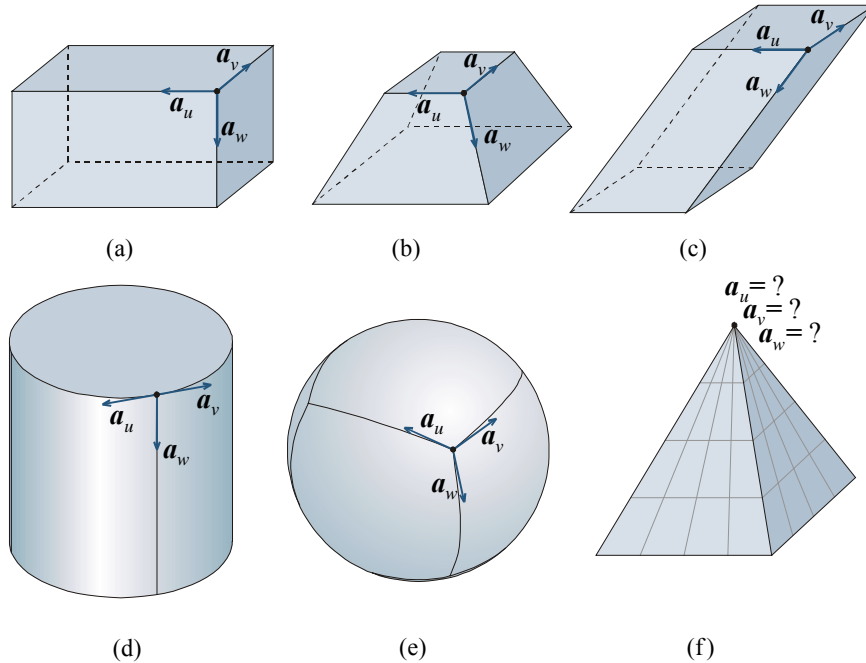 a_v
a_u
a_w
(a)
a_v
a_u
a_w
(b)
a_u
a_v
a_w
(c)
a_u
a_v
a_w
(d)
a_u
a_v
a_w
(e)
a_u = ?
a_v = ?
a_w = ?
(f)